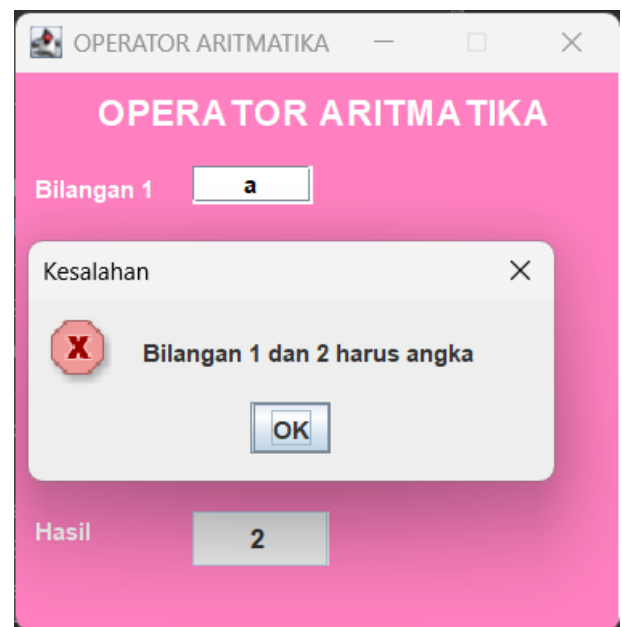 OPERATOR ARITMATIKA
OPERATOR ARITMATIKA
Bilangan 1 a
Kesalahan
X
Bilangan 1 dan 2 harus angka
OK
Hasil 2